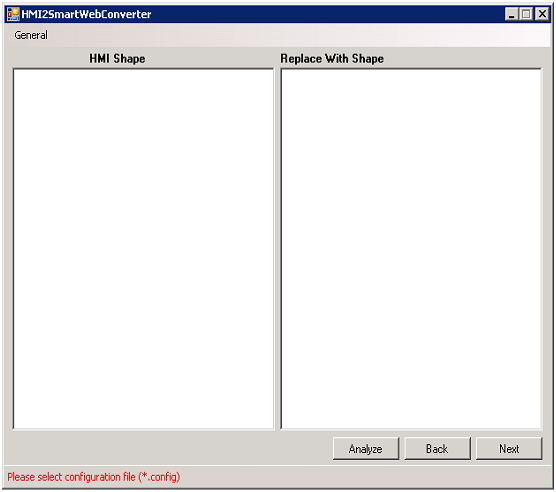 HMI2SmartWebConverter
General
HMI Shape
Replace With Shape
Analyze
Back
Next
Please select configuration file (*.config)